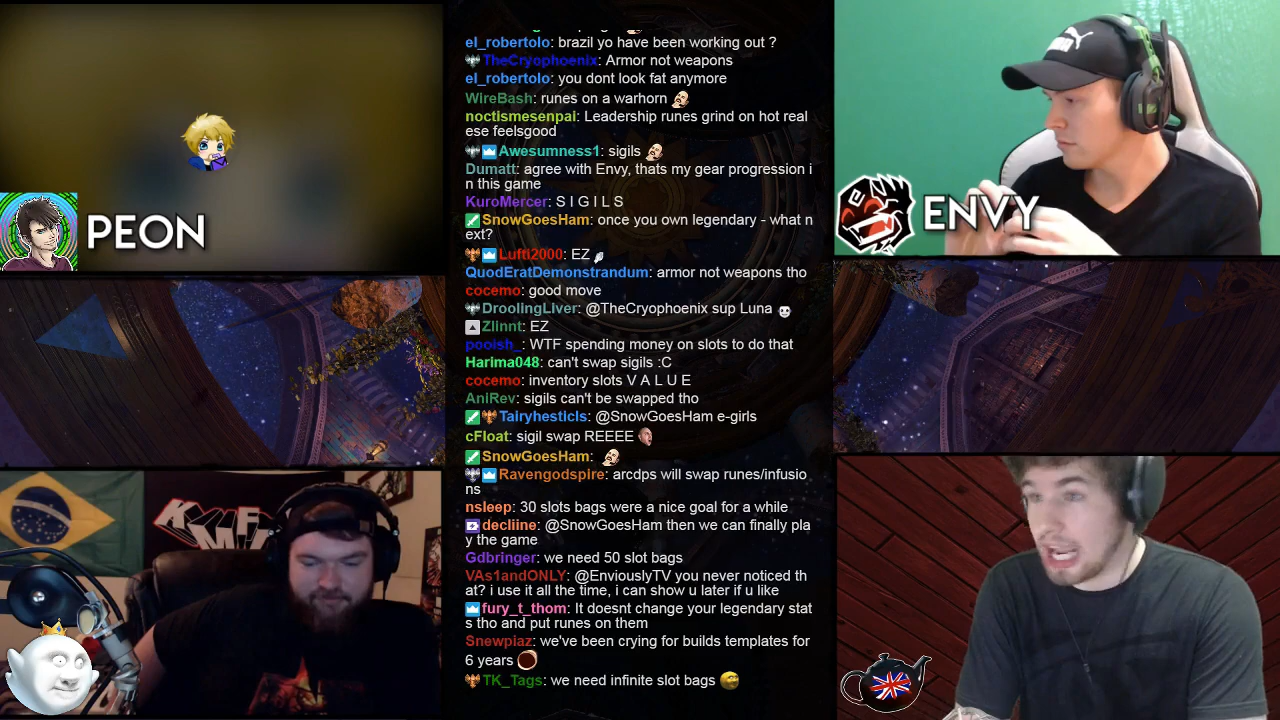 el_robertolo: brazil yo have been working out ?
TheCryophoenix: Armor not weapons
el_robertolo: you dont look fat anymore
WireBash: runes on a warhorn
noctismesenpai: Leadership runes grind on hot real
ese feelsgood
Awesumness1: sigils
Dumatt: agree with Envy, thats my gear progression i
n this game
KuroMercer: S I G I L S
SnowGoesHam: once you own legendary - what n
ext?
Lufti2000: EZ
QuodEratDemonstrandum: armor not weapons tho
cocemo: good move
DroolingLiver: @TheCryophoenix sup Luna
Zlinnt: EZ
pooish_: WTF spending money on slots to do that
Harima048: can't swap sigils :C
cocemo: inventory slots V A L U E
AniRev: sigils can't be swapped tho
Tairyhesticls: @SnowGoesHam e-girls
cFloat: sigil swap REEEE
SnowGoesHam:
Ravengodspire: arcdps will swap runes/infusio
ns
nsleep: 30 slots bags were a nice goal for a while
decliine: @SnowGoesHam then we can finally pla
y the game
Gdbringer: we need 50 slot bags
VAs1andONLY: @EnviouslyTV you never noticed th
at? i use it all the time, i can show u later if u like
fury_t_thom: It doesnt change your legendary stat
s tho and put runes on them
Snewpiaz: we've been crying for builds templates for
6 years
TK_Tags: we need infinite slot bags
PEON
ENVY